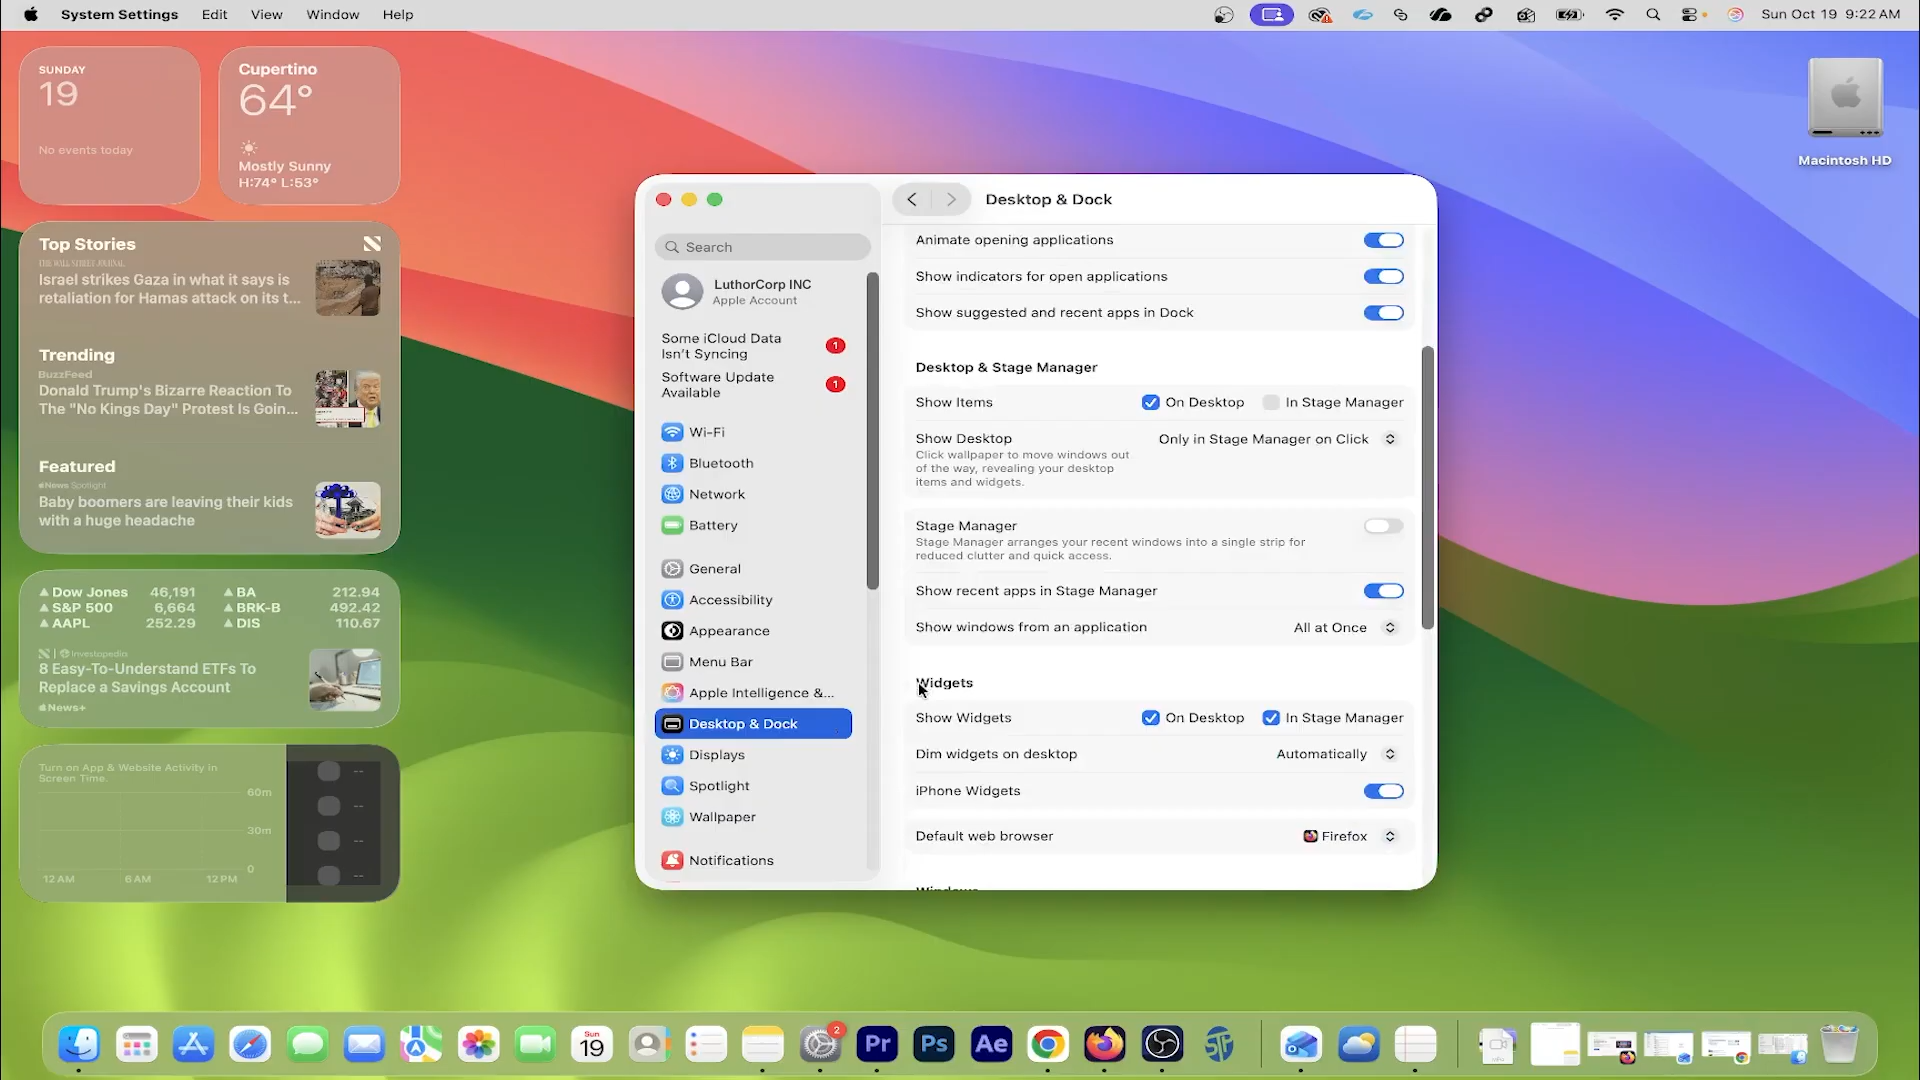 System Settings Edit View Window Help
Sun Oct 19 9:22 AM
SUNDAY
19
No events today
Cupertino
64°
Mostly Sunny
H:74° L:53°
Top Stories
THE WALL STREET JOURNAL
Israel strikes Gaza in what it says is
retaliation for Hamas attack on its t...
Trending
BuzzFeed
Donald Trump's Bizarre Reaction To
The "No Kings Day" Protest Is Goin...
Featured
News Spotlight
Baby boomers are leaving their kids
with a huge headache
Dow Jones 46,191 BA 212.94
S&P 500 6,664 BRK-B 492.42
AAPL 252.29 DIS 110.67
Investopedia
8 Easy-To-Understand ETFs To
Replace a Savings Account
News+
Turn on App & Website Activity in
Screen Time.
60m
30m
0
12 AM 6 AM 12 PM
--
--
--
--
Macintosh HD
Search
LuthorCorp INC
Apple Account
Some iCloud Data
Isn't Syncing
1
Software Update
Available
1
Wi-Fi
Bluetooth
Network
Battery
General
Accessibility
Appearance
Menu Bar
Apple Intelligence &...
Desktop & Dock
Displays
Spotlight
Wallpaper
Notifications
Desktop & Dock
Animate opening applications
Show indicators for open applications
Show suggested and recent apps in Dock
Desktop & Stage Manager
Show Items On Desktop In Stage Manager
Show Desktop Only in Stage Manager on Click
Click wallpaper to move windows out
of the way, revealing your desktop
items and widgets.
Stage Manager
Stage Manager arranges your recent windows into a single strip for
reduced clutter and quick access.
Show recent apps in Stage Manager
Show windows from an application All at Once
Widgets
Show Widgets On Desktop In Stage Manager
Dim widgets on desktop Automatically
iPhone Widgets
Default web browser Firefox
Windows
Sun
19
2
Pr
Ps
Ae